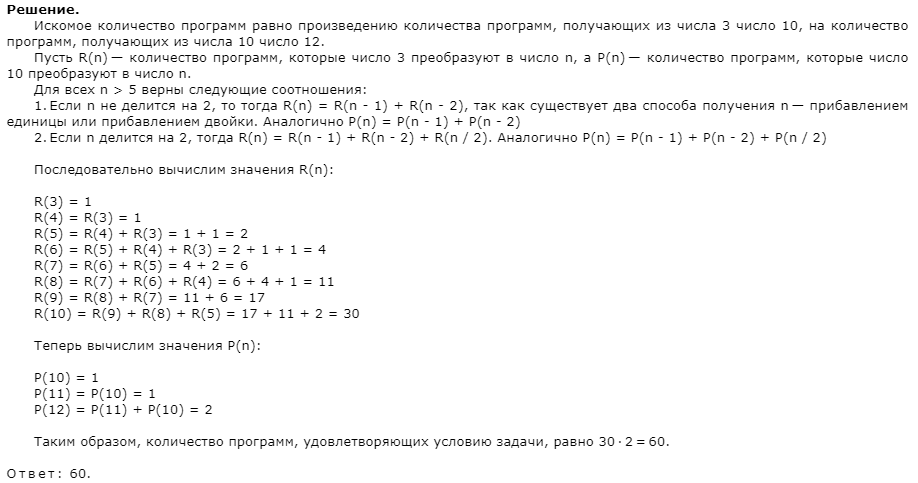 Решение.
Искомое количество программ равно произведению количества программ, получающих из числа 3 число 10, на количество
программ, получающих из числа 10 число 12.
Пусть R(n) — количество программ, которые число 3 преобразуют в число n, а P(n) — количество программ, которые число
10 преобразуют в число n.
Для всех n > 5 верны следующие соотношения:
1. Если n не делится на 2, то тогда R(n) = R(n - 1) + R(n - 2), так как существует два способа получения n — прибавлением
единицы или прибавлением двойки. Аналогично P(n) = P(n - 1) + P(n - 2)
2. Если n делится на 2, тогда R(n) = R(n - 1) + R(n - 2) + R(n / 2). Аналогично P(n) = P(n - 1) + P(n - 2) + P(n / 2)
Последовательно вычислим значения R(n):
R(3) = 1
R(4) = R(3) = 1
R(5) = R(4) + R(3) = 1 + 1 = 2
R(6) = R(5) + R(4) + R(3) = 2 + 1 + 1 = 4
R(7) = R(6) + R(5) = 4 + 2 = 6
R(8) = R(7) + R(6) + R(4) = 6 + 4 + 1 = 11
R(9) = R(8) + R(7) = 11 + 6 = 17
R(10) = R(9) + R(8) + R(5) = 17 + 11 + 2 = 30
Теперь вычислим значения P(n):
P(10) = 1
P(11) = P(10) = 1
P(12) = P(11) + P(10) = 2
Таким образом, количество программ, удовлетворяющих условию задачи, равно 30 · 2 = 60.
Ответ: 60.